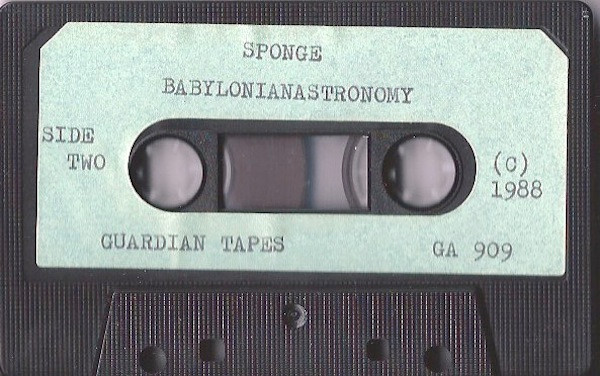 SPONGE
BABYLONIANASTRONOMY
SIDE
TWO
(c)
1988
GUARDIAN TAPES
GA 909